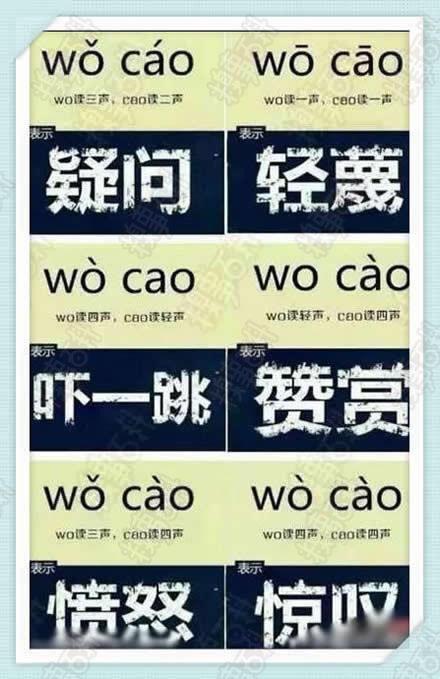 wǒ cáo
wo读三声，cao读二声
表示
疑问
wō cāo
wo读一声，cao读一声
表示
轻蔑
wò cao
wo读四声，cao读轻声
表示
吓一跳
wo cào
wo读轻声，cao读四声
表示
赞赏
wǒ cào
wo读三声，cao读四声
表示
愤怒
wò cào
wo读四声，cao读四声
表示
惊叹